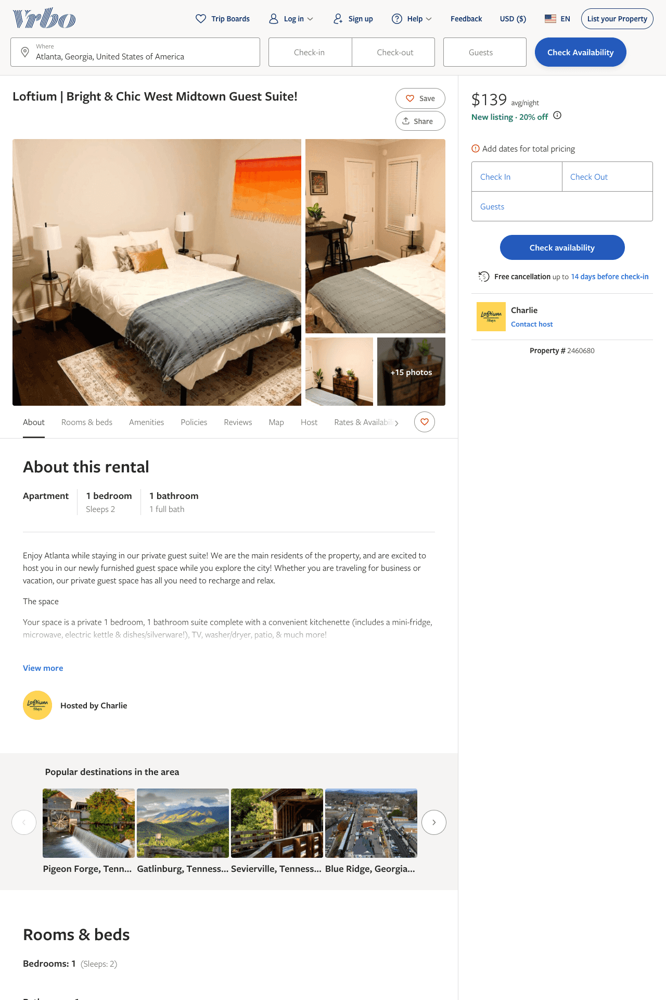 Vrbo
Trip Boards
Log in
Sign up
Help
Feedback
USD ($)
EN
List your Property
Where
Atlanta, Georgia, United States of America
Check-in
Check-out
Guests
Check Availability
Loftium | Bright & Chic West Midtown Guest Suite!
Save
Share
+15 photos
$139 avg/night
New listing · 20% off
Add dates for total pricing
Check In
Check Out
Guests
Check availability
Free cancellation up to 14 days before check-in
Loftium
Stays
Charlie
Contact host
Property # 2460680
About
Rooms & beds
Amenities
Policies
Reviews
Map
Host
Rates & Availabili
About this rental
Apartment
1 bedroom
Sleeps 2
1 bathroom
1 full bath
Enjoy Atlanta while staying in our private guest suite! We are the main residents of the property, and are excited to
host you in our newly furnished guest space while you explore the city! Whether you are traveling for business or
vacation, our private guest space has all you need to recharge and relax.
The space
Your space is a private 1 bedroom, 1 bathroom suite complete with a convenient kitchenette (includes a mini-fridge,
microwave, electric kettle & dishes/silverware!), TV, washer/dryer, patio, & much more!
View more
Loftium
Stays
Hosted by Charlie
Popular destinations in the area
Pigeon Forge, Tenn...
Gatlinburg, Tenness...
Sevierville, Tenness...
Blue Ridge, Georgia...
Rooms & beds
Bedrooms: 1 (Sleeps: 2)